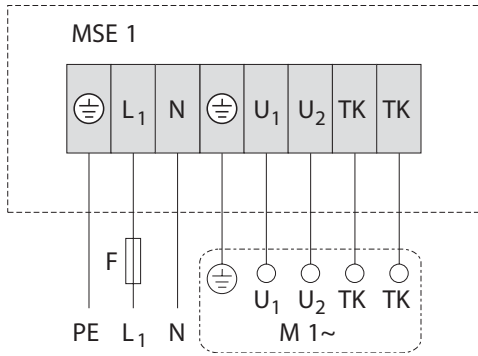 MSE 1
L1 N U1 U2 TK TK
F
U1 U2 TK TK
PE L1 N M 1~